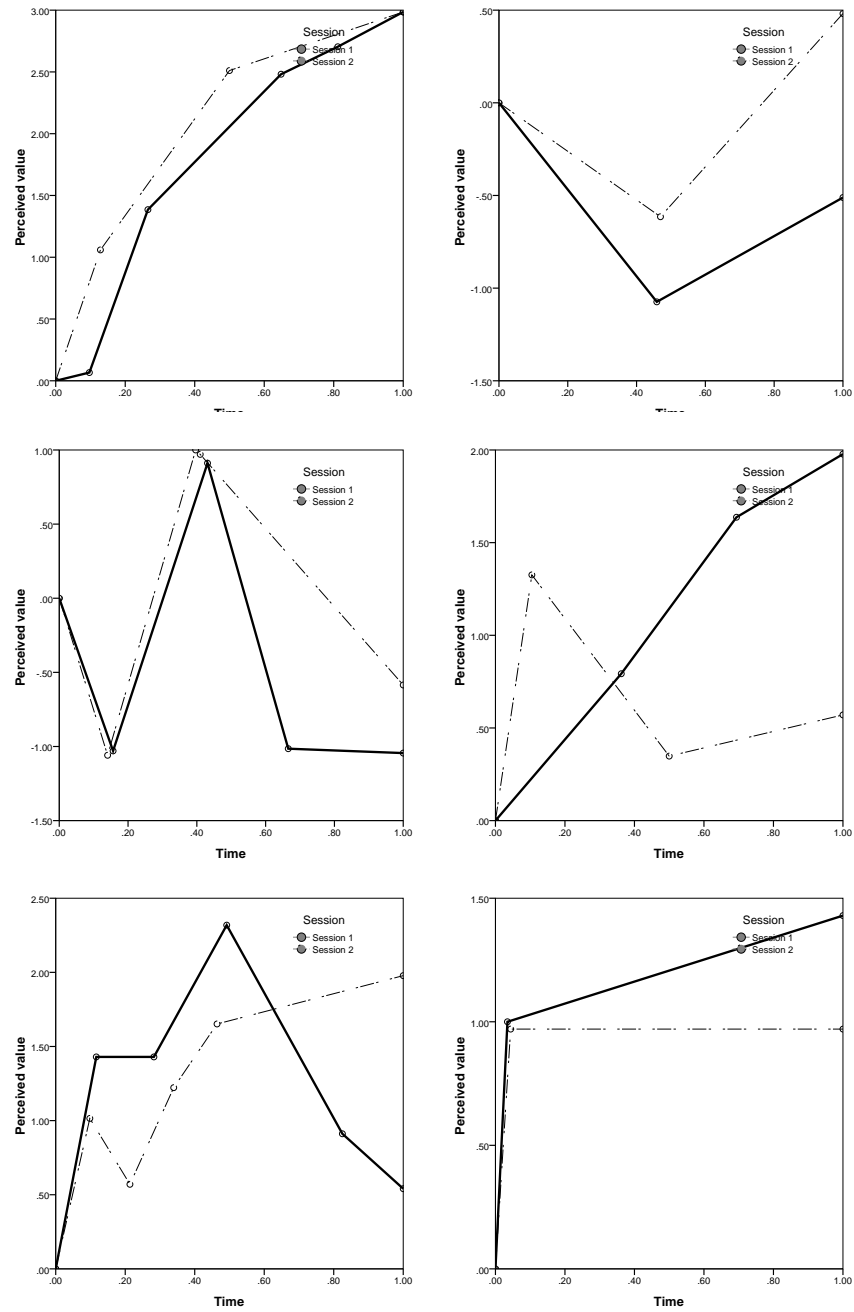 3.00
2.50
2.00
1.50
1.00
.50
.00
Perceived value
Session
Session 1
Session 2
.00 .20 .40 .60 .80 1.00
Time
.50
.00
-.50
-1.00
-1.50
Perceived value
Session
Session 1
Session 2
.00 .20 .40 .60 .80 1.00
Time
1.00
.50
.00
-.50
-1.00
-1.50
Perceived value
Session
Session 1
Session 2
.00 .20 .40 .60 .80 1.00
Time
2.00
1.50
1.00
.50
.00
Perceived value
Session
Session 1
Session 2
.00 .20 .40 .60 .80 1.00
Time
2.50
2.00
1.50
1.00
.50
.00
Perceived value
Session
Session 1
Session 2
.00 .20 .40 .60 .80 1.00
Time
1.50
1.00
.50
.00
Perceived value
Session
Session 1
Session 2
.00 .20 .40 .60 .80 1.00
Time